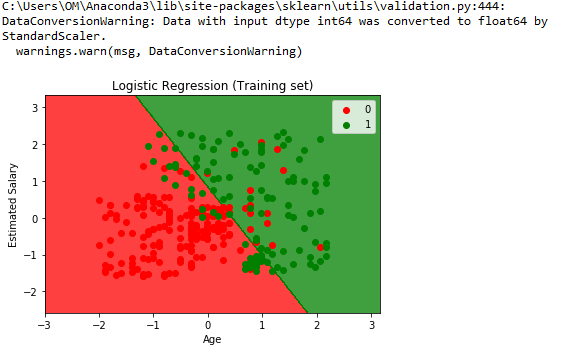 C:\Users\OM\Anaconda3\lib\site-packages\sklearn\utils\validation.py:444:
DataConversionWarning: Data with input dtype int64 was converted to float64 by
StandardScaler.
warnings.warn(msg, DataConversionWarning)
Logistic Regression (Training set)
0
1
3
2
1
0
−1
−2
Estimated Salary
−3 −2 −1 0 1 2 3
Age